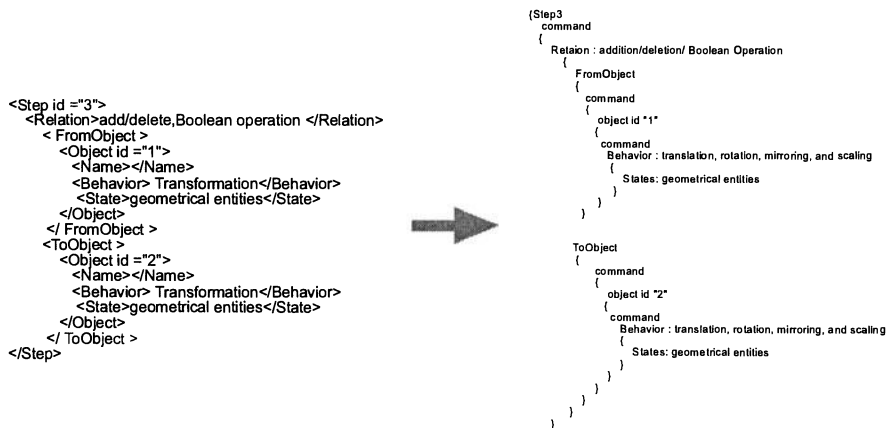 <Step id ="3">
<Relation>add/delete,Boolean operation </Relation>
< FromObject >
<Object id ="1">
<Name></Name>
<Behavior> Transformation</Behavior>
<State>geometrical entities</State>
</Object>
</ FromObject >
<ToObject >
<Object id ="2">
<Name></Name>
<Behavior> Transformation</Behavior>
<State>geometrical entities</State>
</Object>
</ ToObject >
</Step>
{Step3
command
{
Retaion : addition/deletion/ Boolean Operation
{
FromObject
{
command
{
object id "1"
{
command
Behavior : translation, rotation, mirroring, and scaling
{
States: geometrical entities
}
}
}
ToObject
{
command
{
object id "2"
{
command
Behavior : translation, rotation, mirroring, and scaling
{
States: geometrical entities
}
}
}
}
}
}